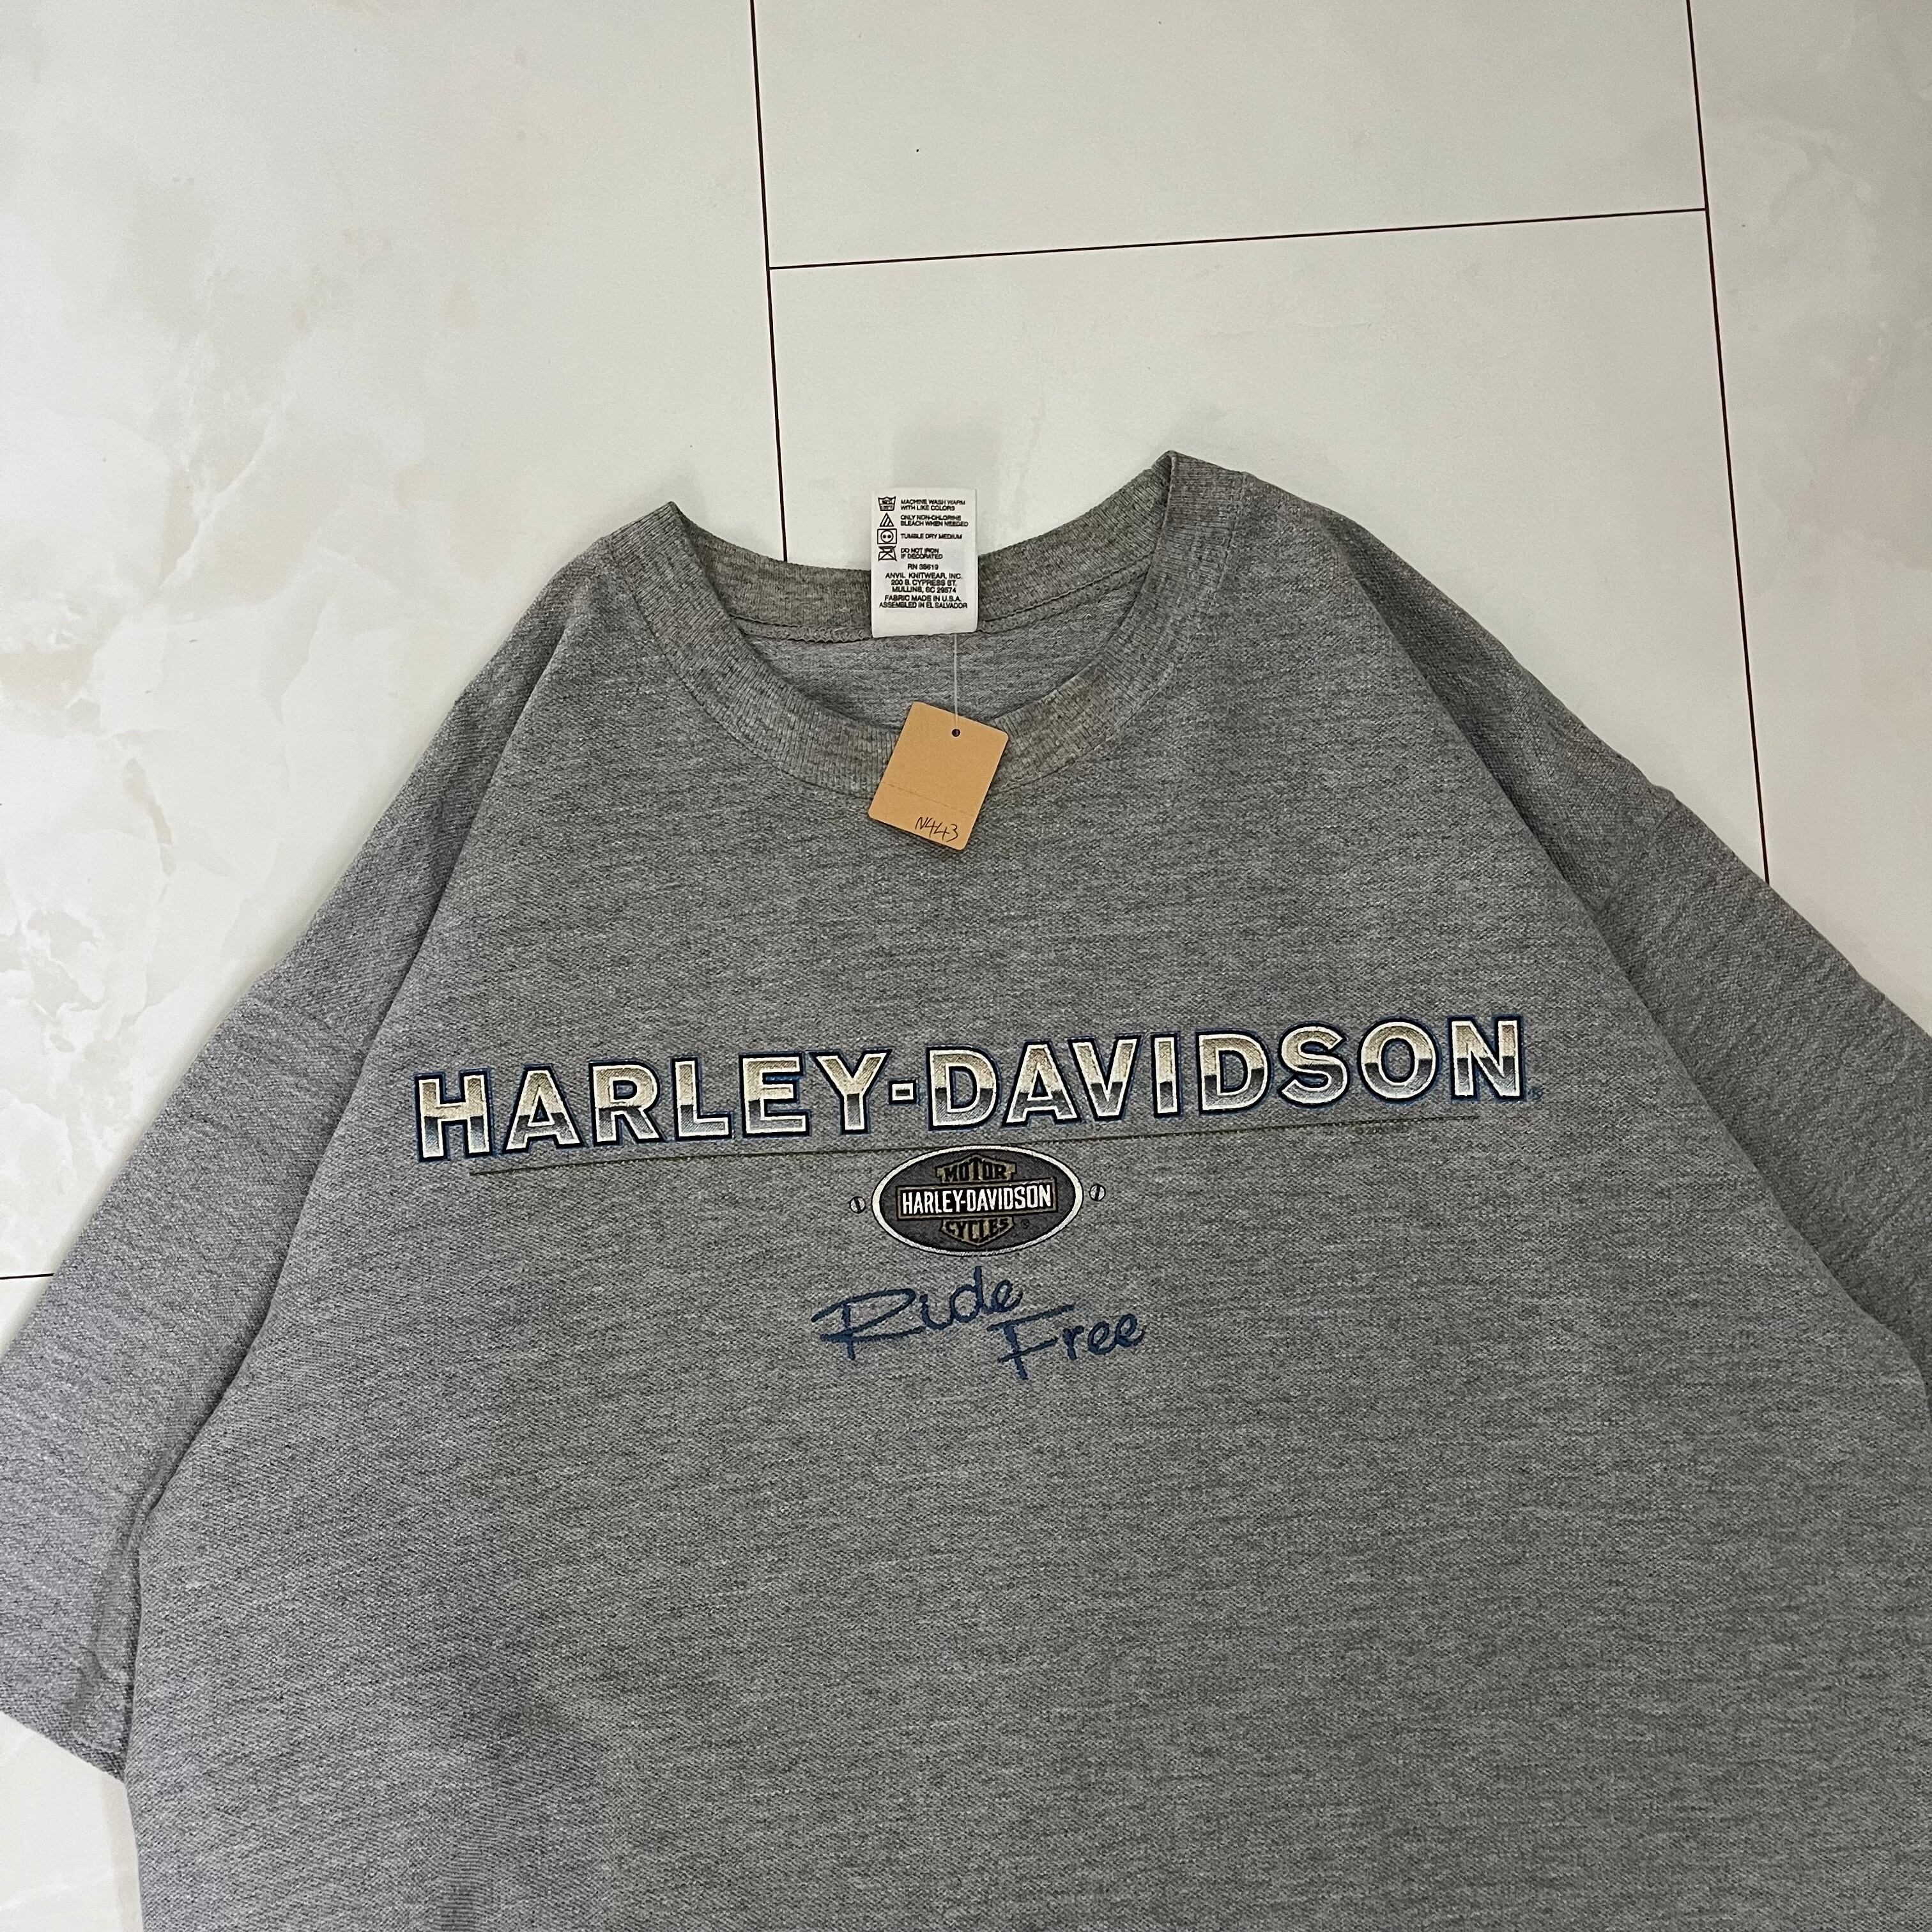 MACHINE WASH WARM
WITH LIKE COLORS
ONLY NON-CHLORINE
BLEACH WHEN NEEDED
TUMBLE DRY MEDIUM
DO NOT IRON
IF DECORATED
RN 38619
ANVIL KNITWEAR, INC.
200 S. CYPRESS ST.
MULLINS, SC 29574
FABRIC MADE IN U.S.A.
ASSEMBLED IN EL SALVADOR
N443
HARLEY-DAVIDSON
MOTOR
HARLEY-DAVIDSON
CYCLES
Ride
Free